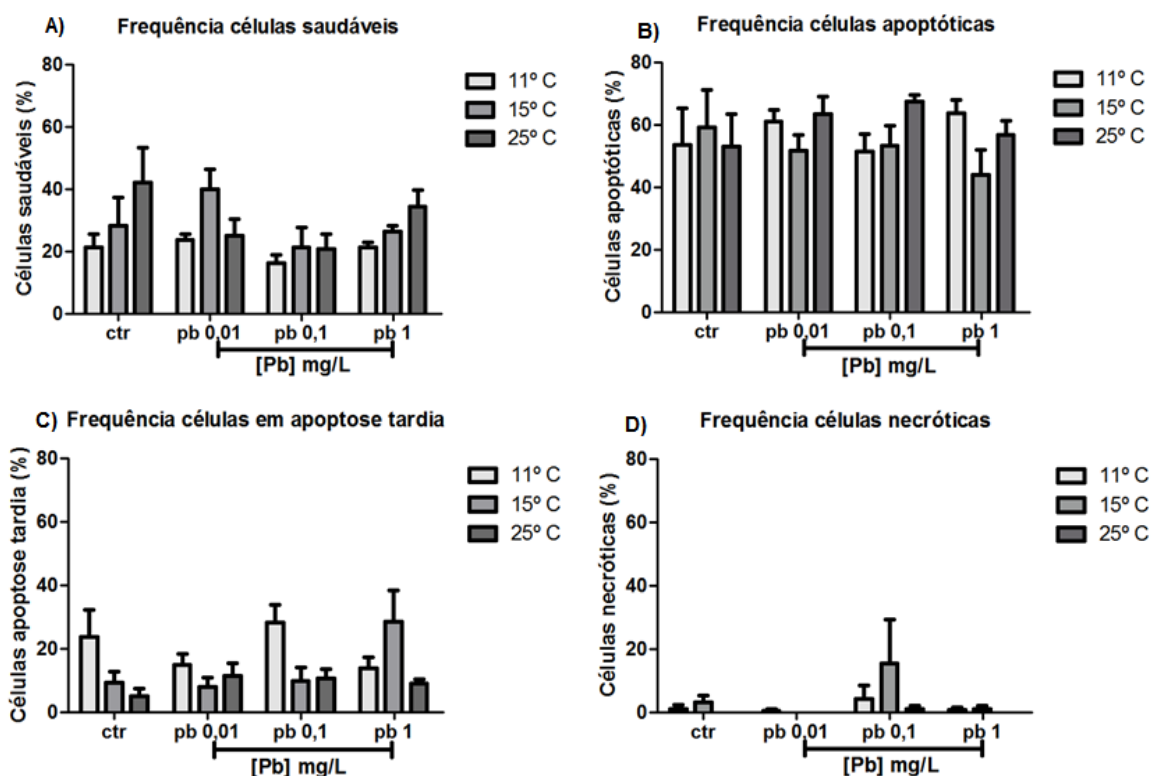 A) Frequência células saudáveis
Células saudáveis (%)
80
60
40
20
0
11º C
15º C
25º C
ctr
pb 0,01
pb 0,1
pb 1
[Pb] mg/L
B) Frequência células apoptóticas
Células apoptóticas (%)
80
60
40
20
0
11º C
15º C
25º C
ctr
pb 0,01
pb 0,1
pb 1
[Pb] mg/L
C) Frequência células em apoptose tardia
Células apoptose tardia (%)
80
60
40
20
0
11º C
15º C
25º C
ctr
pb 0,01
pb 0,1
pb 1
[Pb] mg/L
D) Frequência células necróticas
Células necróticas (%)
80
60
40
20
0
11º C
15º C
25º C
ctr
pb 0,01
pb 0,1
pb 1
[Pb] mg/L